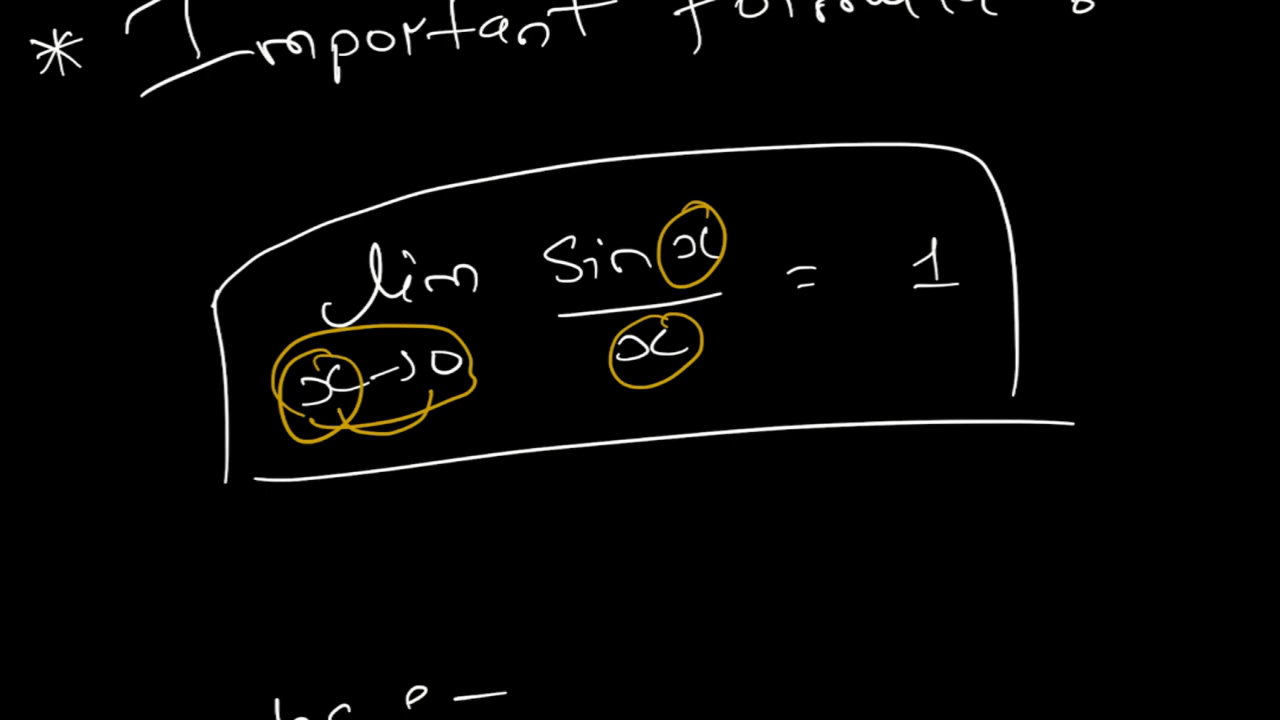 * Important formula :
lim sin x / x = 1
x→0